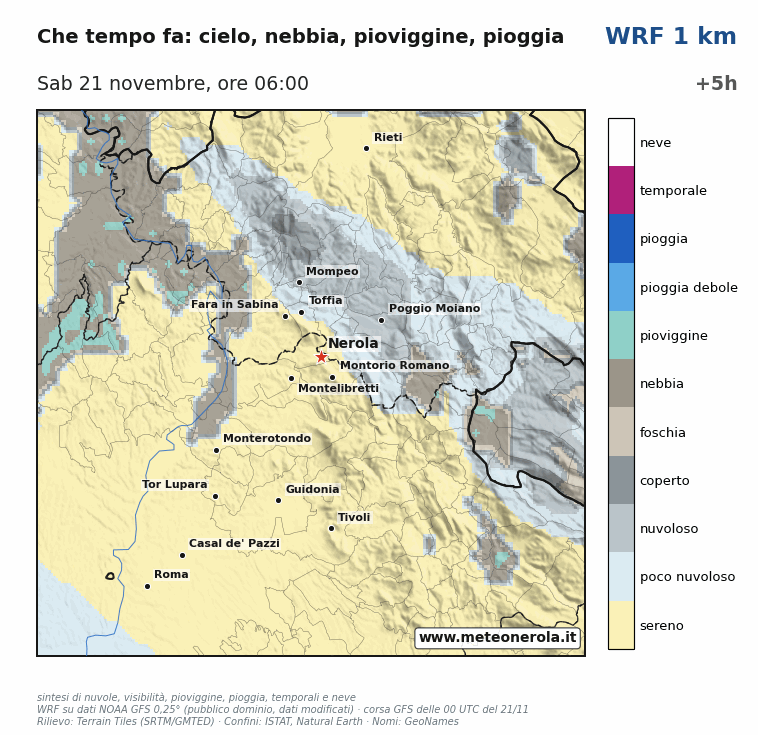 Che tempo fa: cielo, nebbia, pioviggine, pioggia
WRF 1 km
Sab 21 novembre, ore 06:00
+5h
Rieti
Mompeo
Fara in Sabina
Toffia
Poggio Moiano
Nerola
Montorio Romano
Montelibretti
Monterotondo
Tor Lupara
Guidonia
Tivoli
Casal de' Pazzi
Roma
www.meteonerola.it
neve
temporale
pioggia
pioggia debole
pioviggine
nebbia
foschia
coperto
nuvoloso
poco nuvoloso
sereno
sintesi di nuvole, visibilità, pioviggine, pioggia, temporali e neve
WRF su dati NOAA GFS 0,25° (pubblico dominio, dati modificati) · corsa GFS delle 00 UTC del 21/11
Rilievo: Terrain Tiles (SRTM/GMTED) · Confini: ISTAT, Natural Earth · Nomi: GeoNames